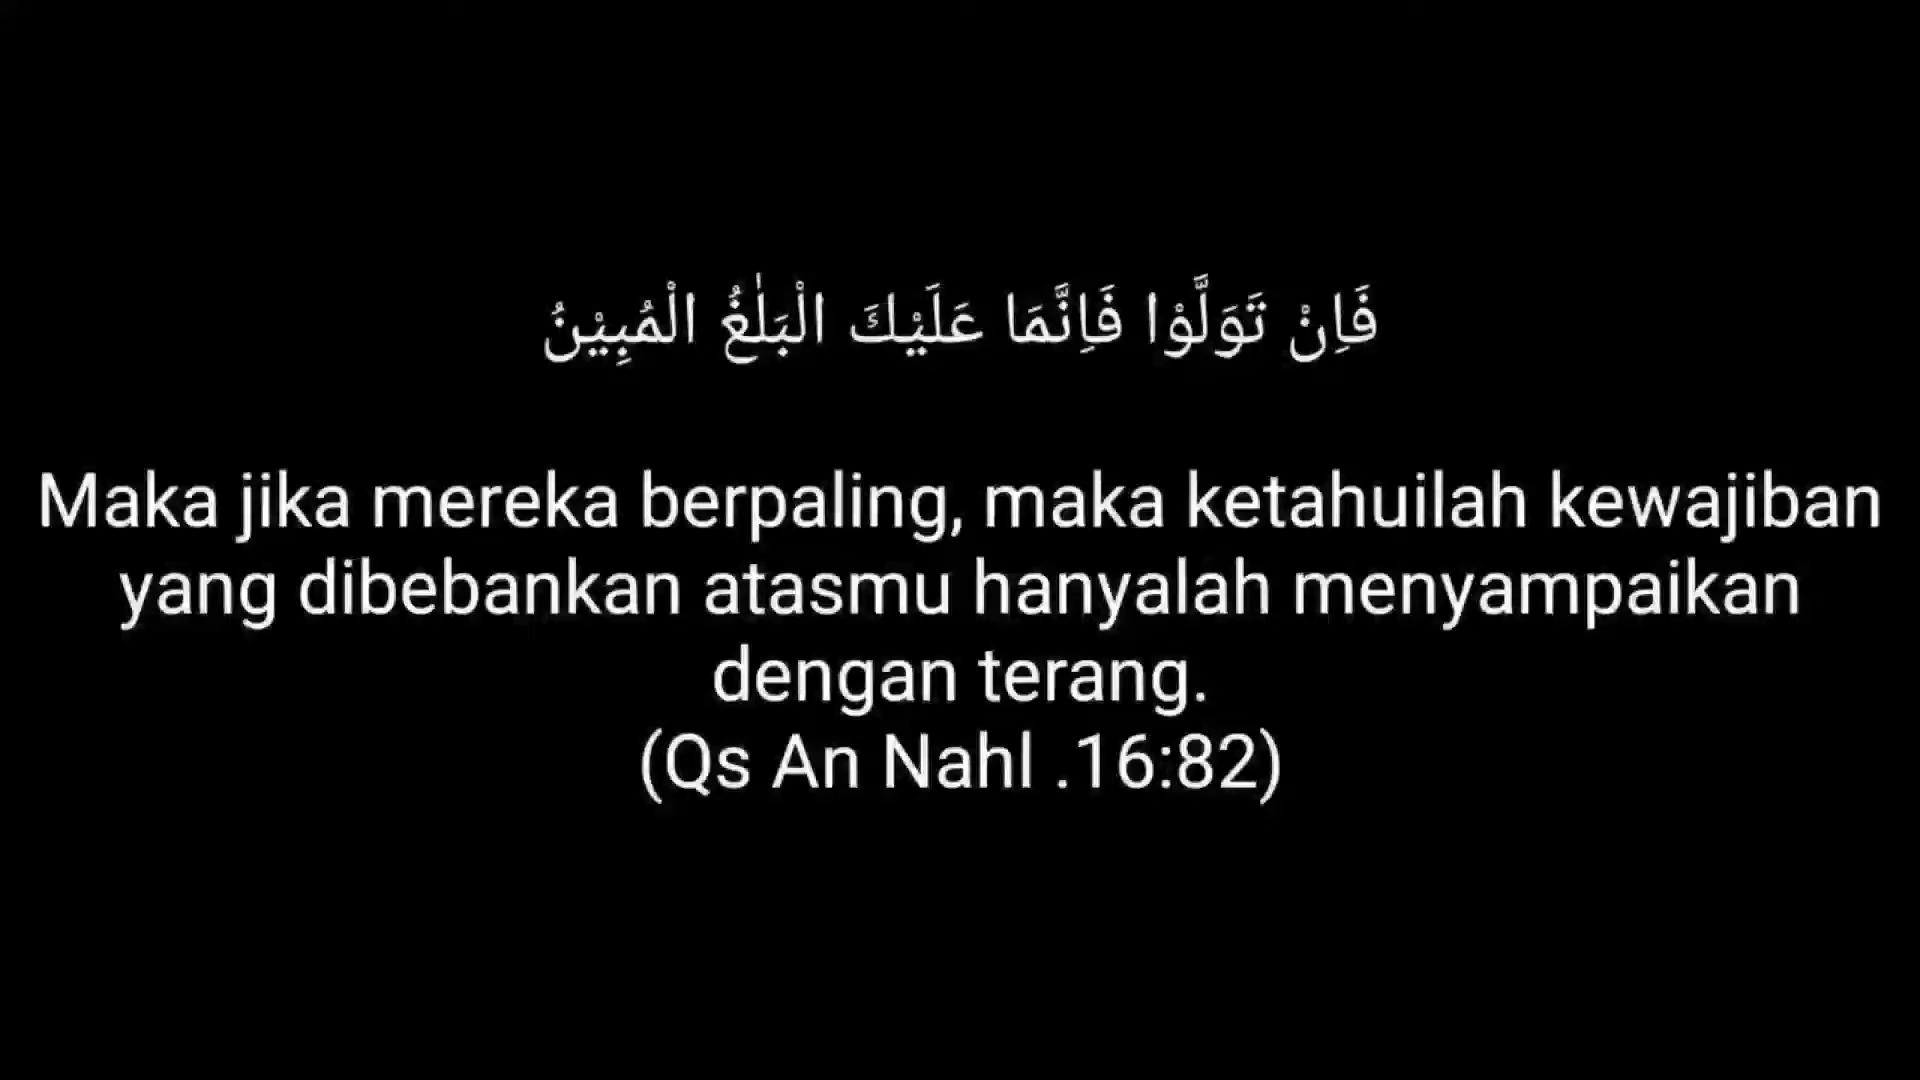 فَاِنْ تَوَلَّوْا فَاِنَّمَا عَلَيْكَ الْبَلٰغُ الْمُبِيْنُ
Maka jika mereka berpaling, maka ketahuilah kewajiban
yang dibebankan atasmu hanyalah menyampaikan
dengan terang.
(Qs An Nahl .16:82)